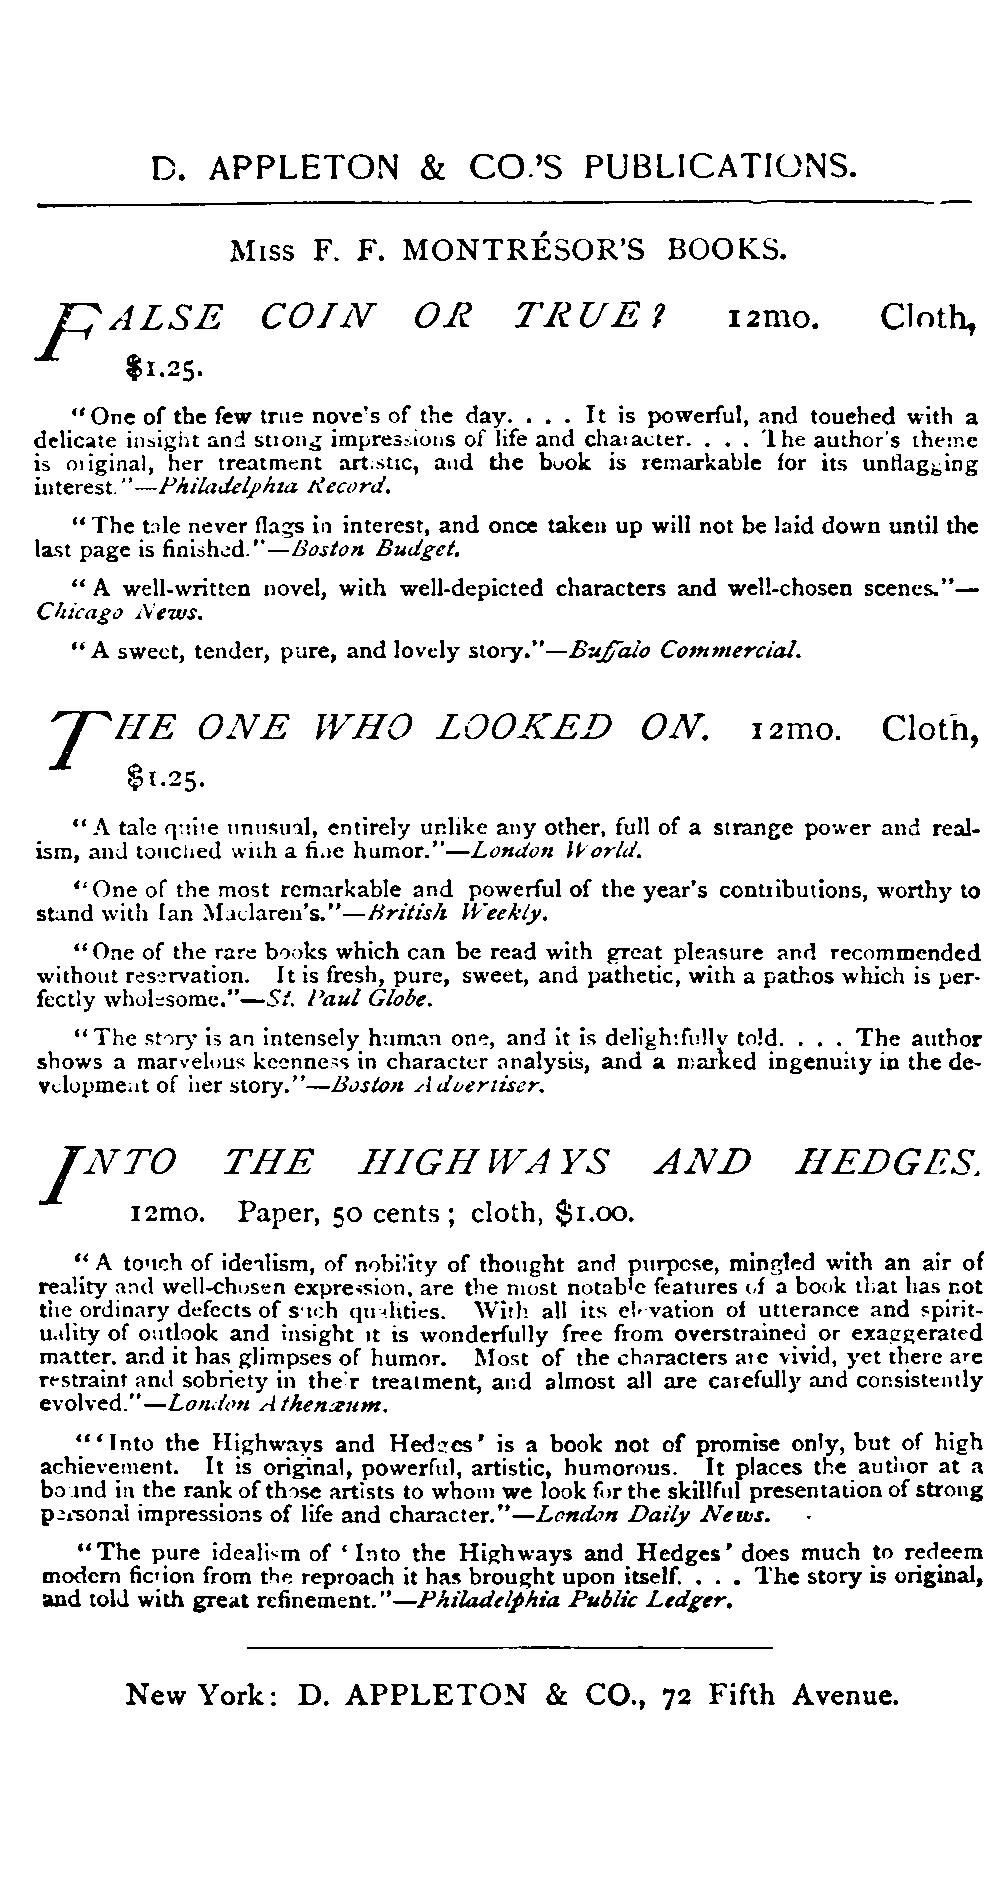 D. APPLETON & CO.'S PUBLICATIONS.
MISS F. F. MONTRÉSOR'S BOOKS.
FALSE COIN OR TRUE? 12mo. Cloth,
$1.25.
"One of the few true novels of the day. . . . It is powerful, and touched with a
delicate insight and strong impressions of life and character. . . . The author's theme
is original, her treatment artistic, and the book is remarkable for its unflagging
interest."—Philadelphia Record.
"The tale never flags in interest, and once taken up will not be laid down until the
last page is finished."—Boston Budget.
"A well-written novel, with well-depicted characters and well-chosen scenes."—
Chicago News.
"A sweet, tender, pure, and lovely story."—Buffalo Commercial.
THE ONE WHO LOOKED ON. 12mo. Cloth,
$1.25.
"A tale quite unusual, entirely unlike any other, full of a strange power and real-
ism, and touched with a fine humor."—London World.
"One of the most remarkable and powerful of the year's contributions, worthy to
stand with Ian Maclaren's."—British Weekly.
"One of the rare books which can be read with great pleasure and recommended
without reservation. It is fresh, pure, sweet, and pathetic, with a pathos which is per-
fectly wholesome."—St. Paul Globe.
"The story is an intensely human one, and it is delightfully told. . . . The author
shows a marvelous keenness in character analysis, and a marked ingenuity in the de-
velopment of her story."—Boston Advertiser.
INTO THE HIGHWAYS AND HEDGES.
12mo. Paper, 50 cents; cloth, $1.00.
"A touch of idealism, of nobility of thought and purpose, mingled with an air of
reality and well-chosen expression, are the most notable features of a book that has not
the ordinary defects of such qualities. With all its elevation of utterance and spirit-
uality of outlook and insight it is wonderfully free from overstrained or exaggerated
matter, and it has glimpses of humor. Most of the characters are vivid, yet there are
restraint and sobriety in their treatment, and almost all are carefully and consistently
evolved."—London Athenæum.
"'Into the Highways and Hedges' is a book not of promise only, but of high
achievement. It is original, powerful, artistic, humorous. It places the author at a
bound in the rank of those artists to whom we look for the skillful presentation of strong
personal impressions of life and character."—London Daily News.
"The pure idealism of 'Into the Highways and Hedges' does much to redeem
modern fiction from the reproach it has brought upon itself. . . . The story is original,
and told with great refinement."—Philadelphia Public Ledger.
New York: D. APPLETON & CO., 72 Fifth Avenue.